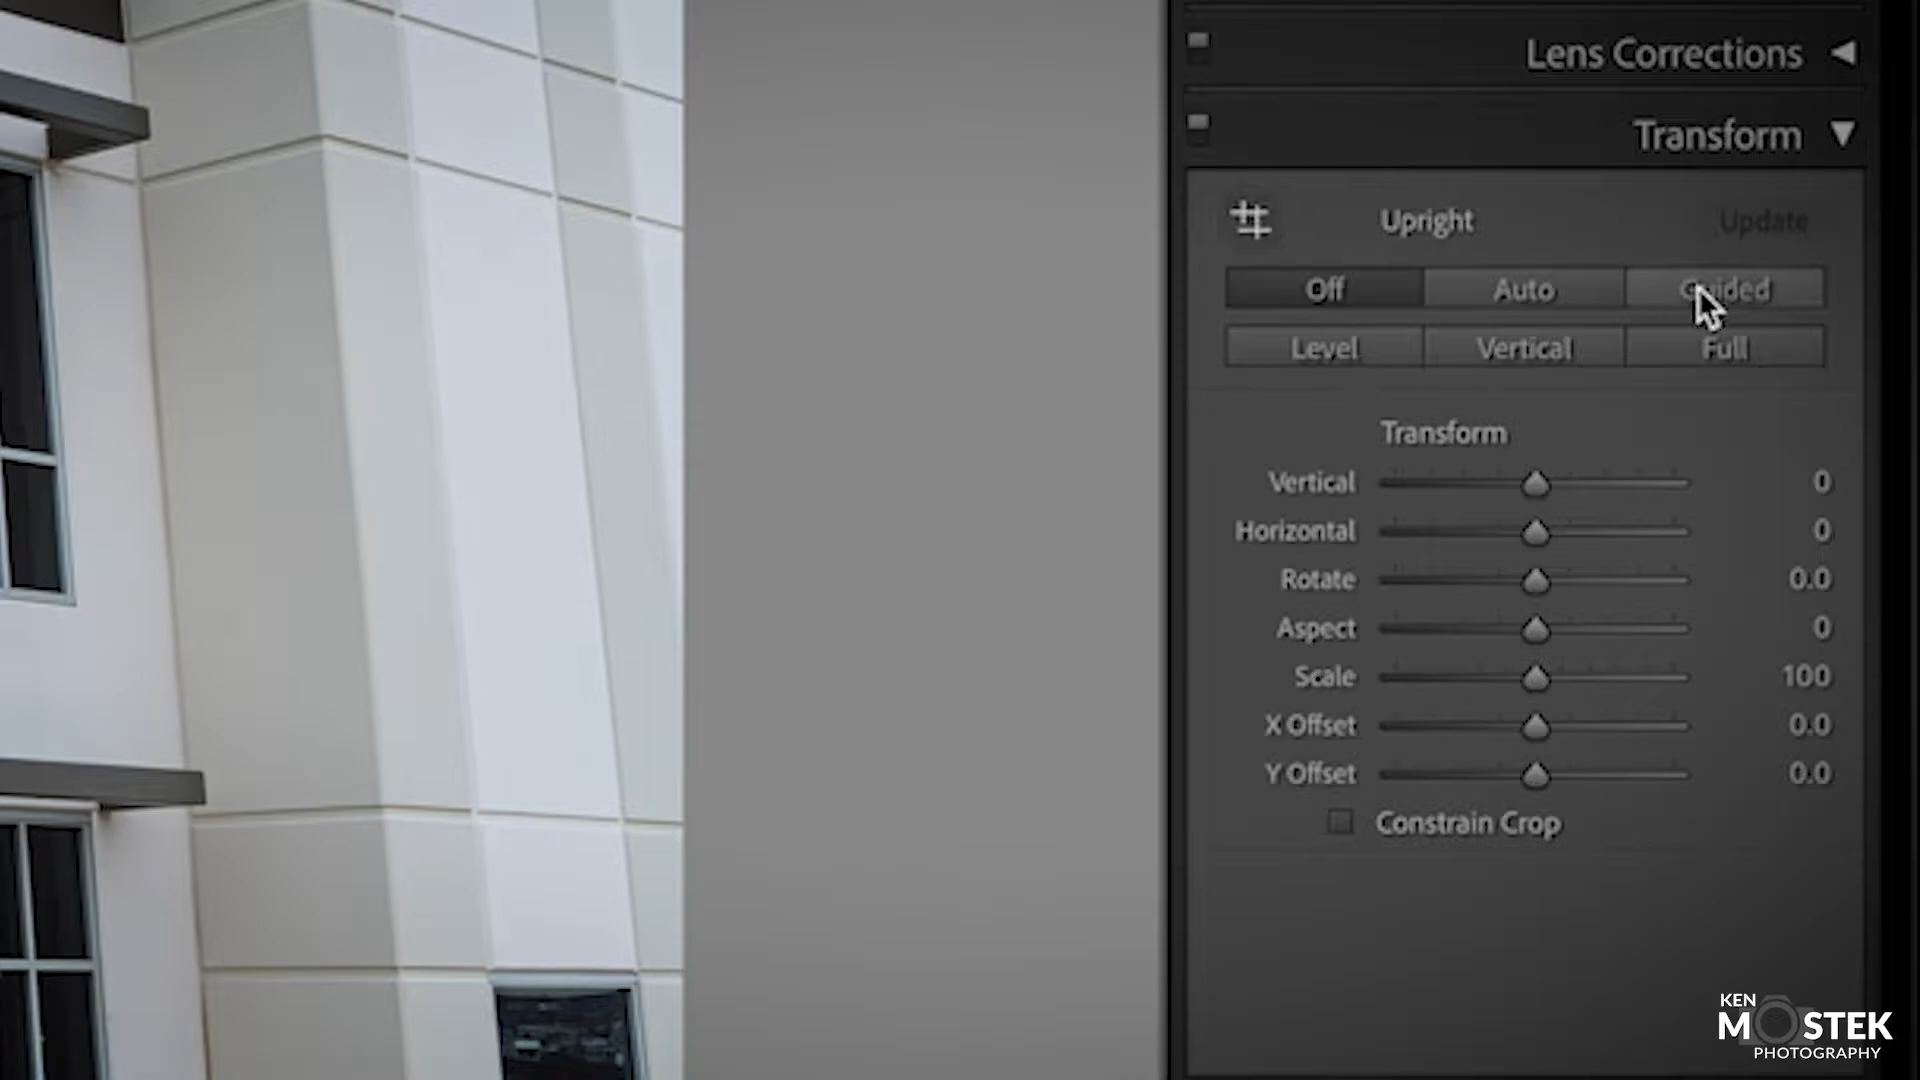 Lens Corrections
Transform
Upright Update
Off Auto Guided
Level Vertical Full
Transform
Vertical 0
Horizontal 0
Rotate 0.0
Aspect 0
Scale 100
X Offset 0.0
Y Offset 0.0
Constrain Crop
KEN
MOSTEK
PHOTOGRAPHY